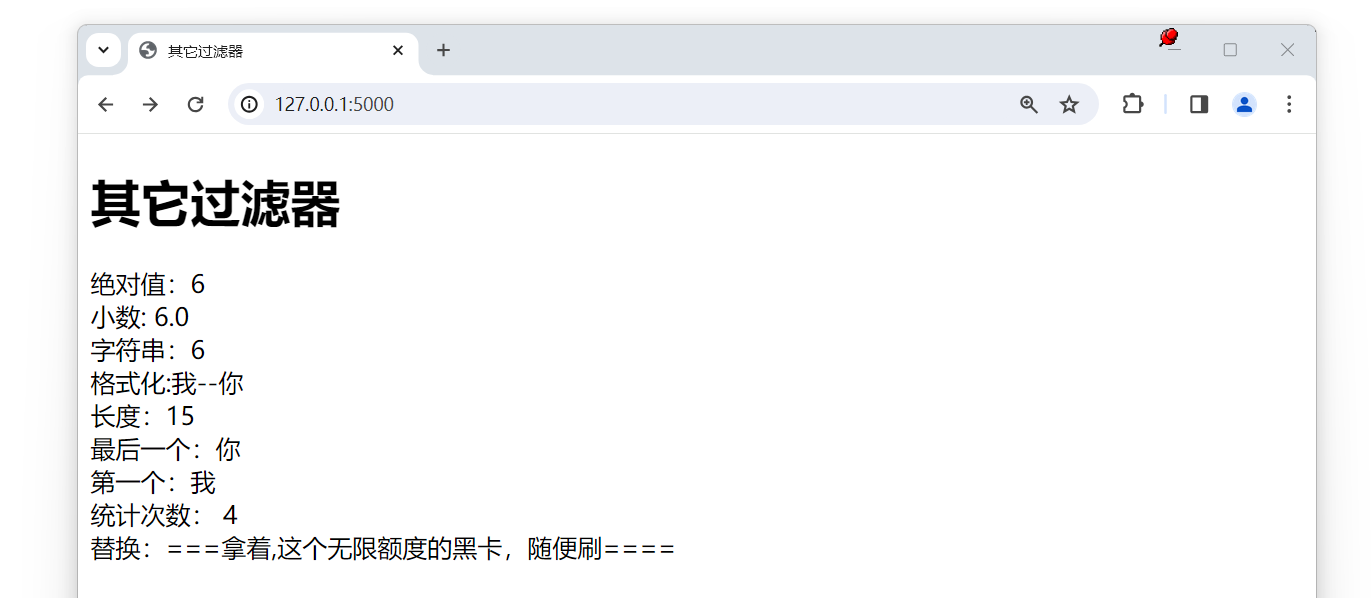 其它过滤器
127.0.0.1:5000
其它过滤器
绝对值：6
小数: 6.0
字符串：6
格式化:我--你
长度：15
最后一个：你
第一个：我
统计次数： 4
替换：===拿着,这个无限额度的黑卡，随便刷====